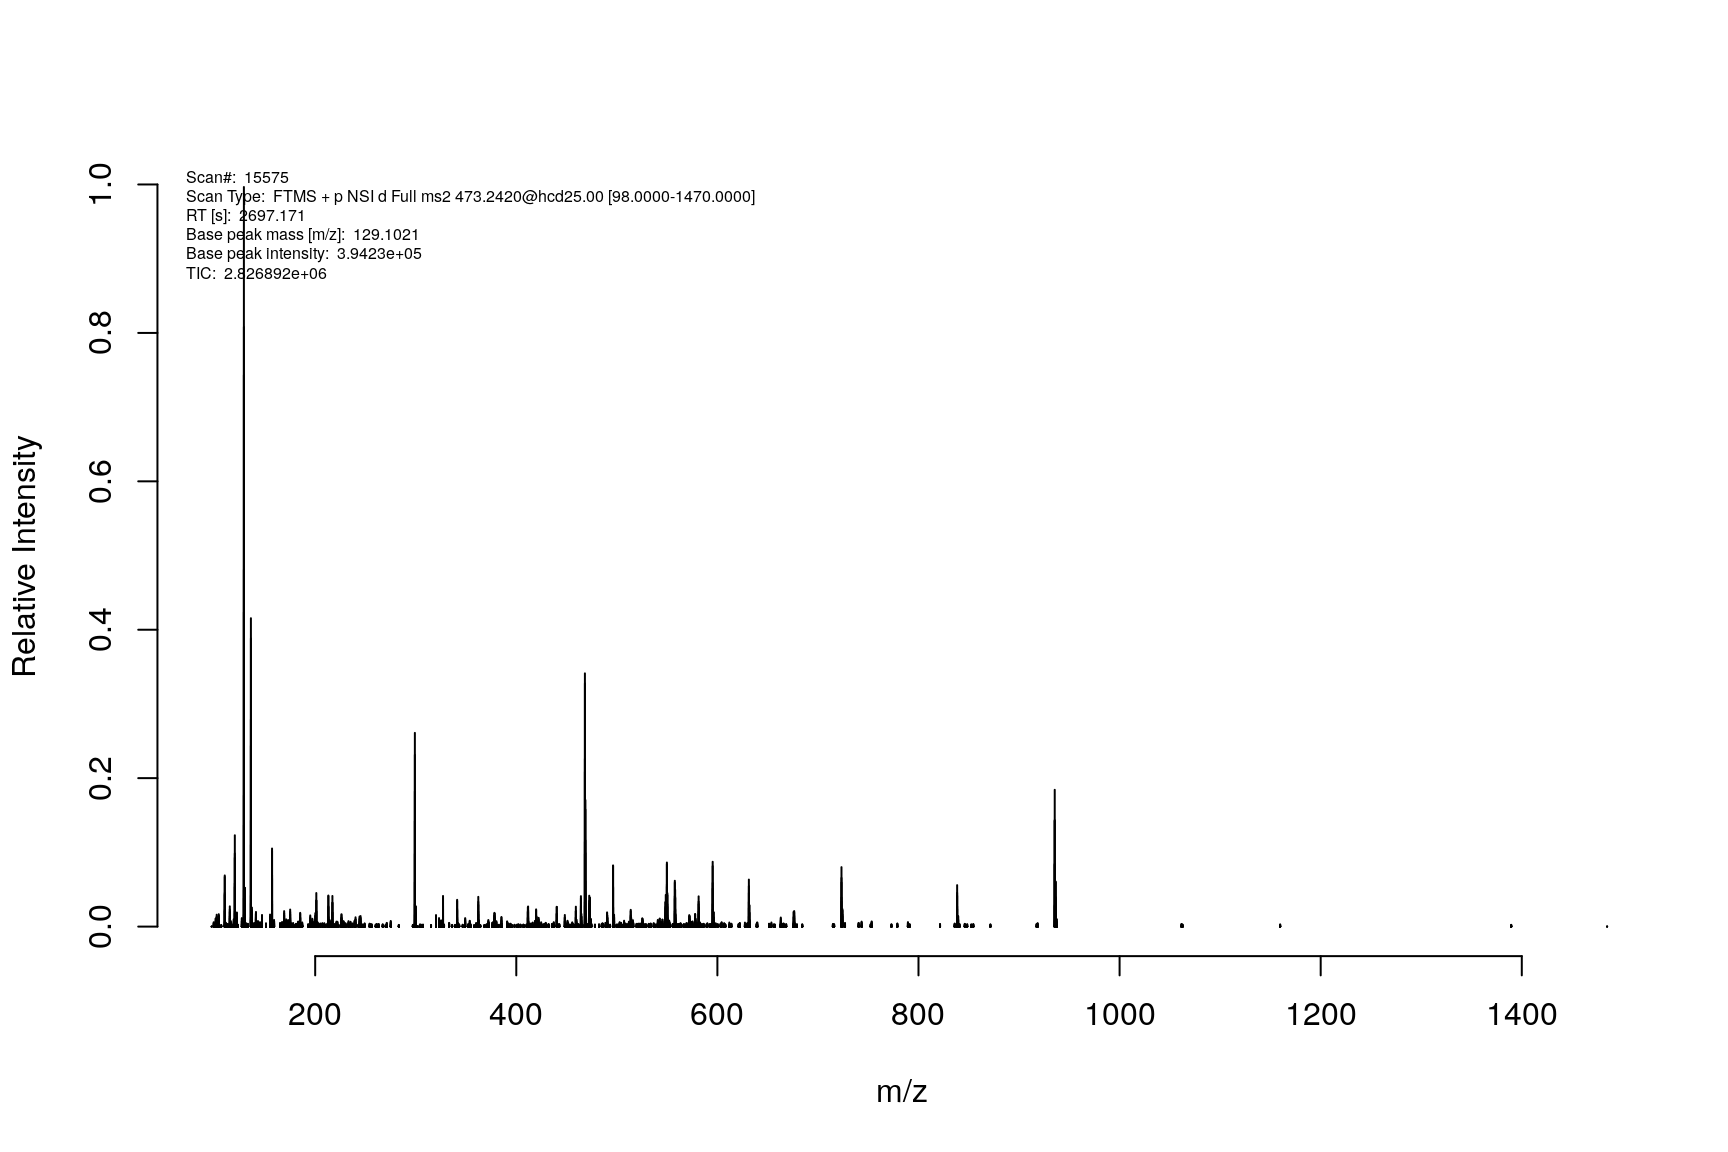 Scan#: 15575
Scan Type: FTMS + p NSI d Full ms2 473.2420@hcd25.00 [98.0000-1470.0000]
RT [s]: 2697.171
Base peak mass [m/z]: 129.1021
Base peak intensity: 3.9423e+05
TIC: 2.826892e+06
1.0
0.8
0.6
0.4
0.2
0.0
Relative Intensity
200 400 600 800 1000 1200 1400
m/z